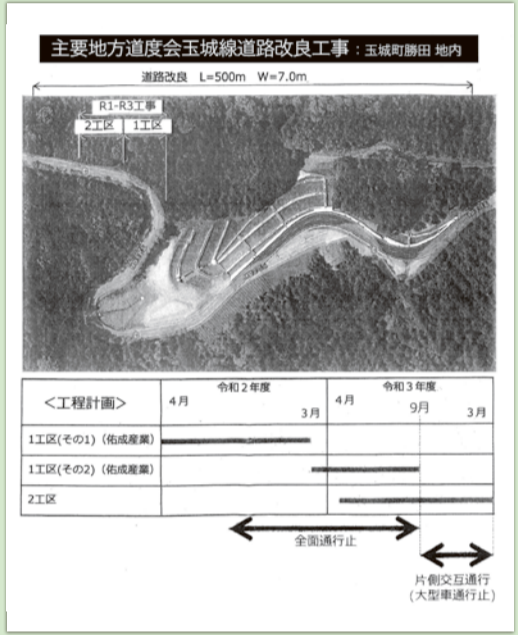 主要地方道度会玉城線道路改良工事：玉城町勝田 地内
道路改良 L=500m W=7.0m
R1-R3工事
2工区 1工区
＜工程計画＞
令和２年度 令和３年度
4月 3月 4月 9月 3月
1工区(その1)（佑成産業）
1工区(その2)（佑成産業）
2工区
全面通行止
片側交互通行
(大型車通行止)